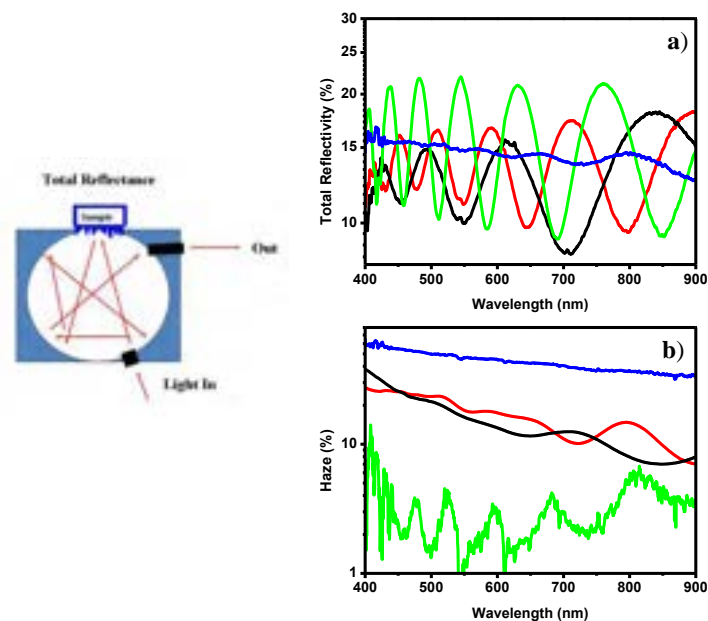 Total Reflectance
Sample
Out
Light In
a)
Total Reflectivity (%)
30
25
20
15
10
400 500 600 700 800 900
Wavelength (nm)
b)
Haze (%)
10
1
400 500 600 700 800 900
Wavelength (nm)